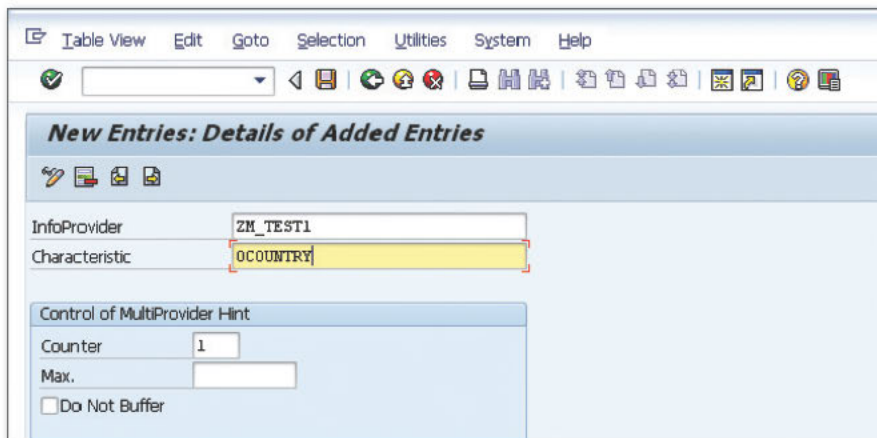 Table View Edit Goto Selection Utilities System Help
New Entries: Details of Added Entries
InfoProvider ZM_TEST1
Characteristic 0COUNTRY
Control of MultiProvider Hint
Counter 1
Max.
Do Not Buffer